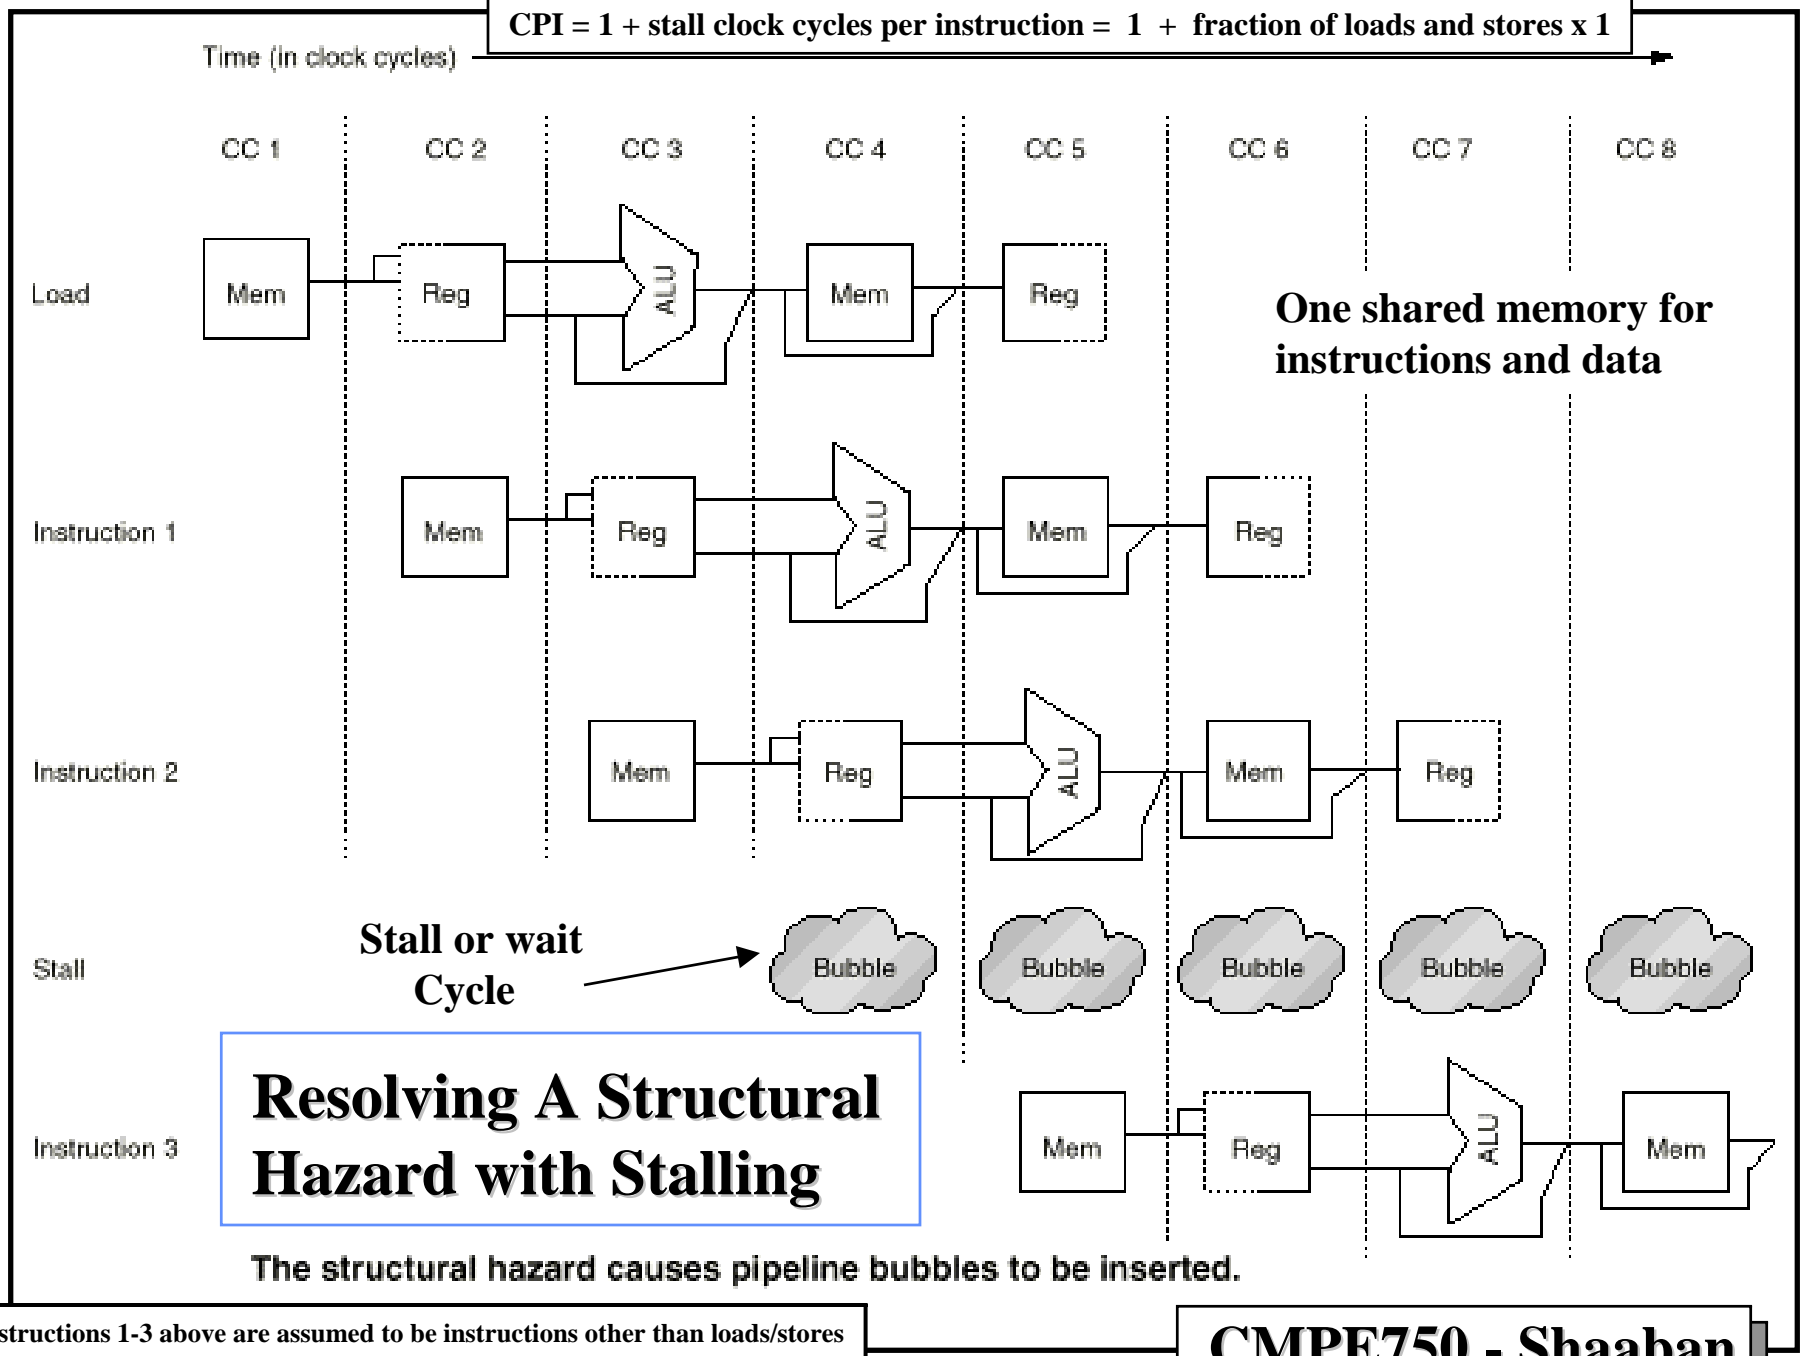 CPI = 1 + stall clock cycles per instruction = 1 + fraction of loads and stores x 1
Time (in clock cycles)
CC 1 CC 2 CC 3 CC 4 CC 5 CC 6 CC 7 CC 8
Load Mem Reg ALU Mem Reg
One shared memory for
instructions and data
Instruction 1 Mem Reg ALU Mem Reg
Instruction 2 Mem Reg ALU Mem Reg
Stall or wait
Cycle
Stall Bubble Bubble Bubble Bubble Bubble
Resolving A Structural
Hazard with Stalling
Instruction 3 Mem Reg ALU Mem
The structural hazard causes pipeline bubbles to be inserted.
structions 1-3 above are assumed to be instructions other than loads/stores
CMPE750 - Shaaban